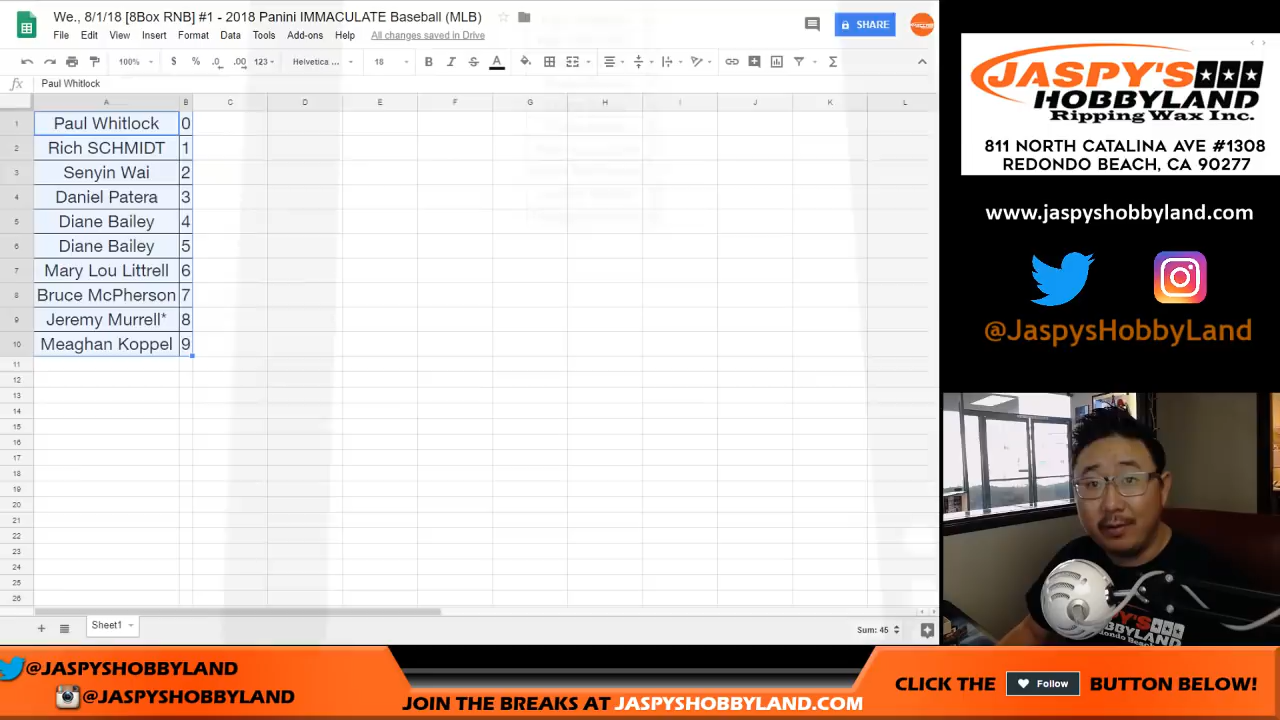 We., 8/1/18 [8Box RNB] #1 - 2018 Panini IMMACULATE Baseball (MLB)
File Edit View Insert Format Data Tools Add-ons Help All changes saved in Drive
SHARE
100% $ % .0 .00 123 Helvetica ... 18 B I S A Σ
fx Paul Whitlock
A B C D E F G H I J K L
1 Paul Whitlock 0
2 Rich SCHMIDT 1
3 Senyin Wai 2
4 Daniel Patera 3
5 Diane Bailey 4
6 Diane Bailey 5
7 Mary Lou Littrell 6
8 Bruce McPherson 7
9 Jeremy Murrell* 8
10 Meaghan Koppel 9
11
12
13
14
15
16
17
18
19
20
21
22
23
24
25
26
Sheet1
Sum: 45
JASPY'S
HOBBYLAND
Ripping Wax Inc.
811 NORTH CATALINA AVE #1308
REDONDO BEACH, CA 90277
www.jaspyshobbyland.com
@JaspysHobbyLand
@JASPYSHOBBYLAND
@JASPYSHOBBYLAND
JOIN THE BREAKS AT JASPYSHOBBYLAND.COM
CLICK THE Follow BUTTON BELOW!